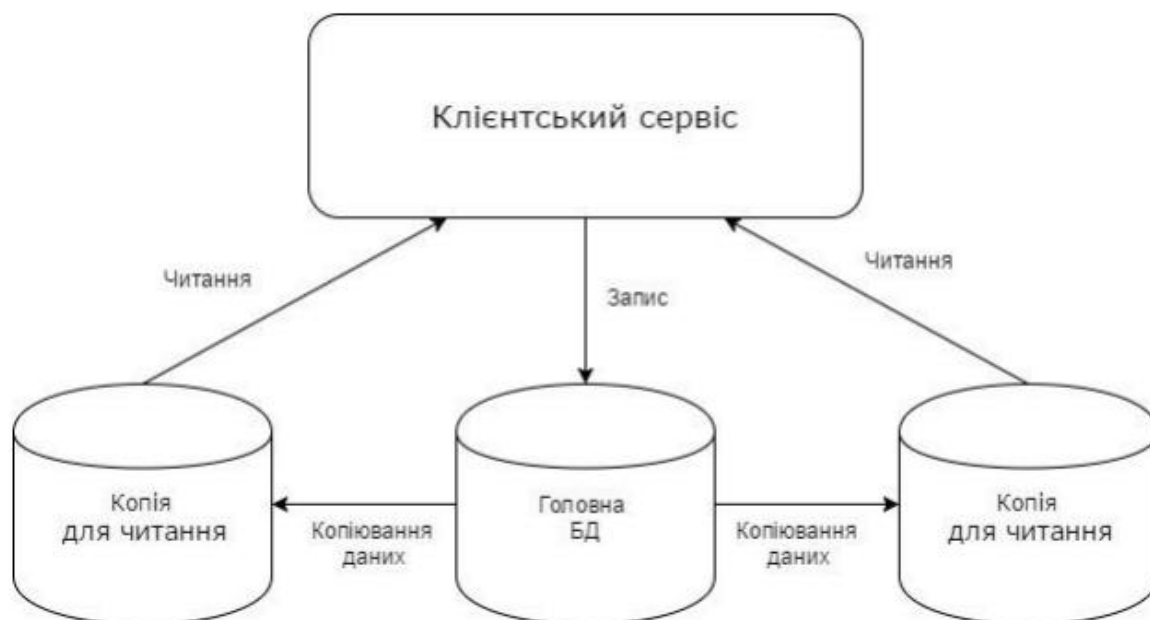 Клієнтський сервіс
Читання
Запис
Читання
Копія
для читання
Копіювання
даних
Головна
БД
Копіювання
даних
Копія
для читання